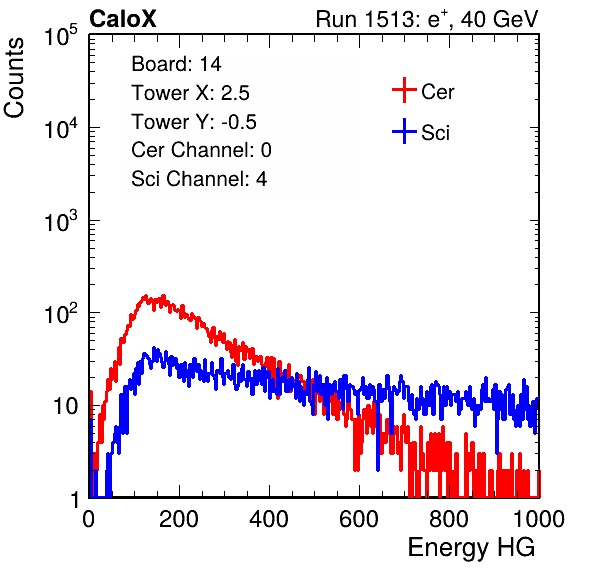 CaloX Run 1513: e⁺, 40 GeV
Counts
Board: 14
Tower X: 2.5
Tower Y: -0.5
Cer Channel: 0
Sci Channel: 4
Cer
Sci
10⁵
10⁴
10³
10²
10
1
0 200 400 600 800 1000
Energy HG